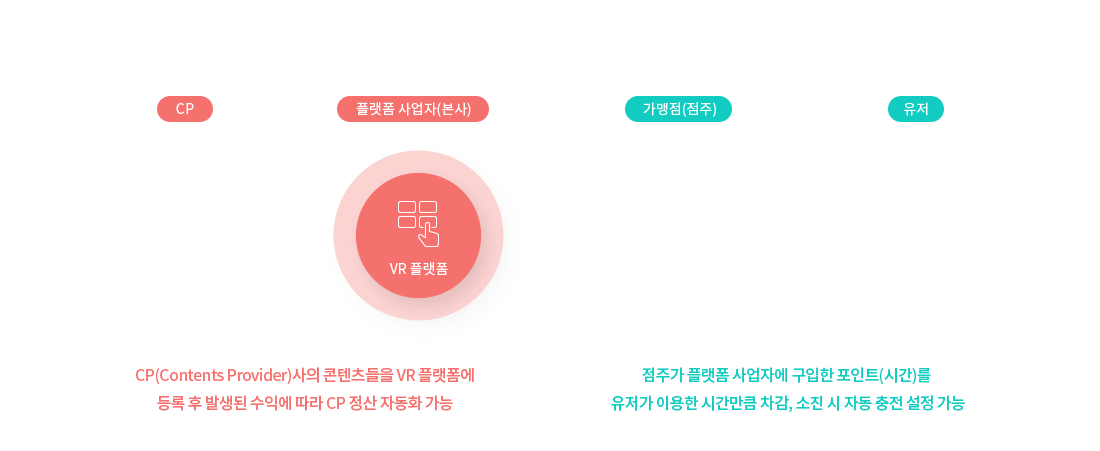 CP
플랫폼 사업자(본사)
가맹점(점주)
유저
VR 플랫폼
CP(Contents Provider)사의 콘텐츠들을 VR 플랫폼에
등록 후 발생된 수익에 따라 CP 정산 자동화 가능
점주가 플랫폼 사업자에 구입한 포인트(시간)를
유저가 이용한 시간만큼 차감, 소진 시 자동 충전 설정 가능